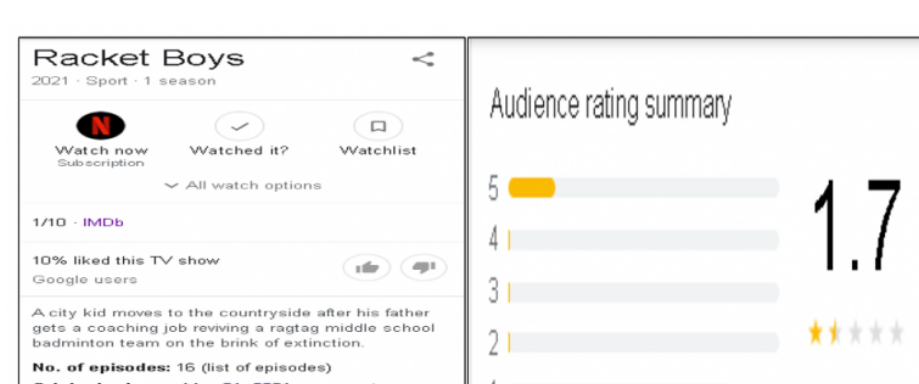 Racket Boys
2021 · Sport · 1 season
N
Watch now
Subscription
Watched it?
Watchlist
All watch options
1/10 · IMDb
10% liked this TV show
Google users
A city kid moves to the countryside after his father
gets a coaching job reviving a ragtag middle school
badminton team on the brink of extinction.
No. of episodes: 16 (list of episodes)
Audience rating summary
5
4
3
2
1.7